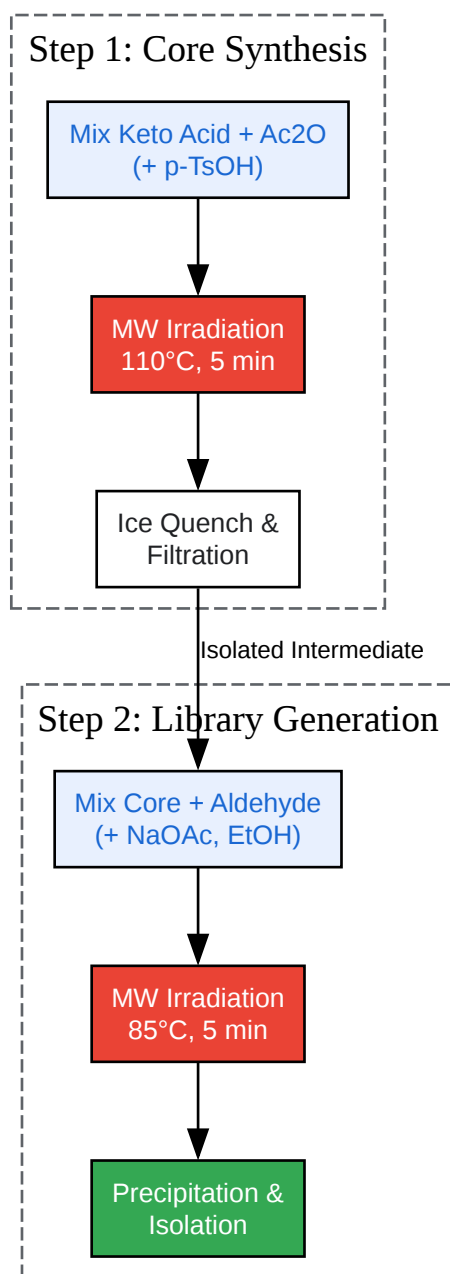 Step 1: Core Synthesis
Mix Keto Acid + Ac2O
(+ p-TsOH)
MW Irradiation
110°C, 5 min
Ice Quench &
Filtration
Isolated Intermediate
Step 2: Library Generation
Mix Core + Aldehyde
(+ NaOAc, EtOH)
MW Irradiation
85°C, 5 min
Precipitation &
Isolation